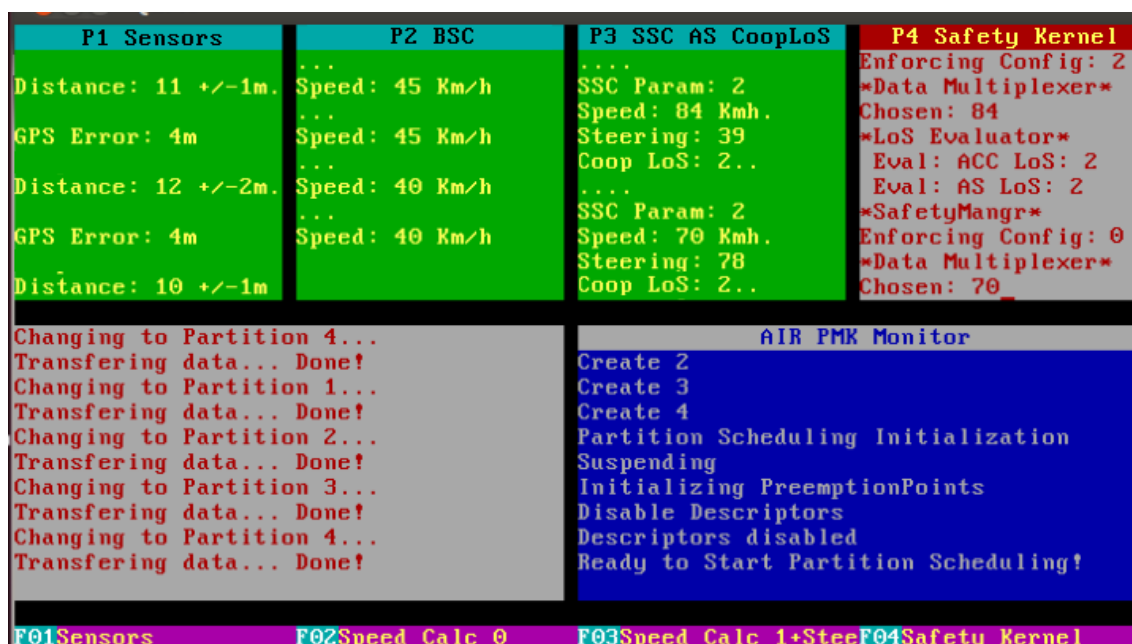 P1 Sensors
Distance: 11 +/-1m.
GPS Error: 4m
Distance: 12 +/-2m.
GPS Error: 4m
Distance: 10 +/-1m
P2 BSC
...
Speed: 45 Km/h
...
Speed: 45 Km/h
...
Speed: 40 Km/h
...
Speed: 40 Km/h
P3 SSC AS CoopLoS
....
SSC Param: 2
Speed: 84 Kmh.
Steering: 39
Coop LoS: 2..
....
SSC Param: 2
Speed: 70 Kmh.
Steering: 78
Coop LoS: 2..
P4 Safety Kernel
Enforcing Config: 2
*Data Multiplexer*
Chosen: 84
*LoS Evaluator*
Eval: ACC LoS: 2
Eval: AS LoS: 2
*SafetyMangr*
Enforcing Config: 0
*Data Multiplexer*
Chosen: 70_
Changing to Partition 4...
Transfering data... Done!
Changing to Partition 1...
Transfering data... Done!
Changing to Partition 2...
Transfering data... Done!
Changing to Partition 3...
Transfering data... Done!
Changing to Partition 4...
Transfering data... Done!
AIR PMK Monitor
Create 2
Create 3
Create 4
Partition Scheduling Initialization
Suspending
Initializing PreemptionPoints
Disable Descriptors
Descriptors disabled
Ready to Start Partition Scheduling!
F01Sensors F02Speed Calc 0 F03Speed Calc 1+SteeF04Safety Kernel